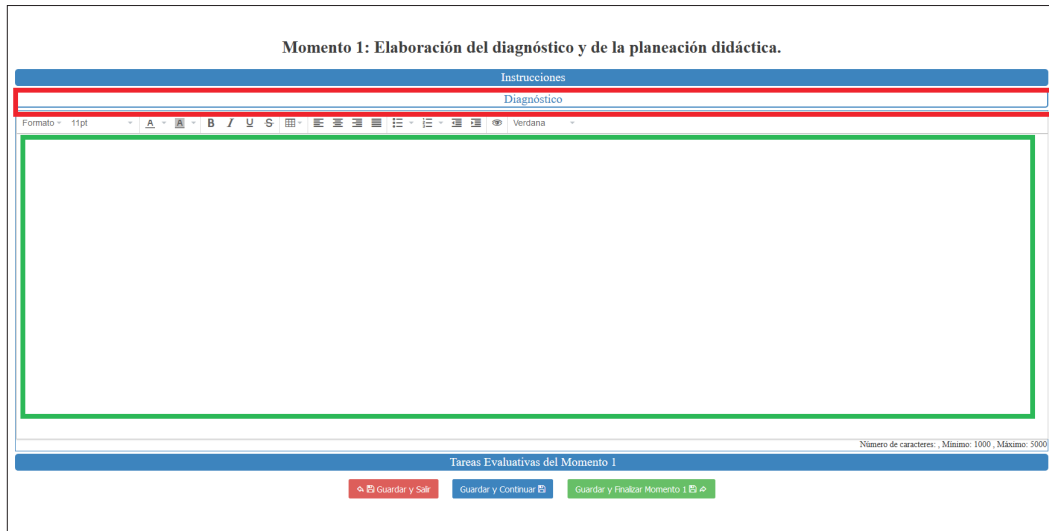 Momento 1: Elaboración del diagnóstico y de la planeación didáctica.
Instrucciones
Diagnóstico
Formato 11pt A A B I U S Verdana
Número de caracteres: , Mínimo: 1000 , Máximo: 5000
Tareas Evaluativas del Momento 1
Guardar y Salir Guardar y Continuar Guardar y Finalizar Momento 1